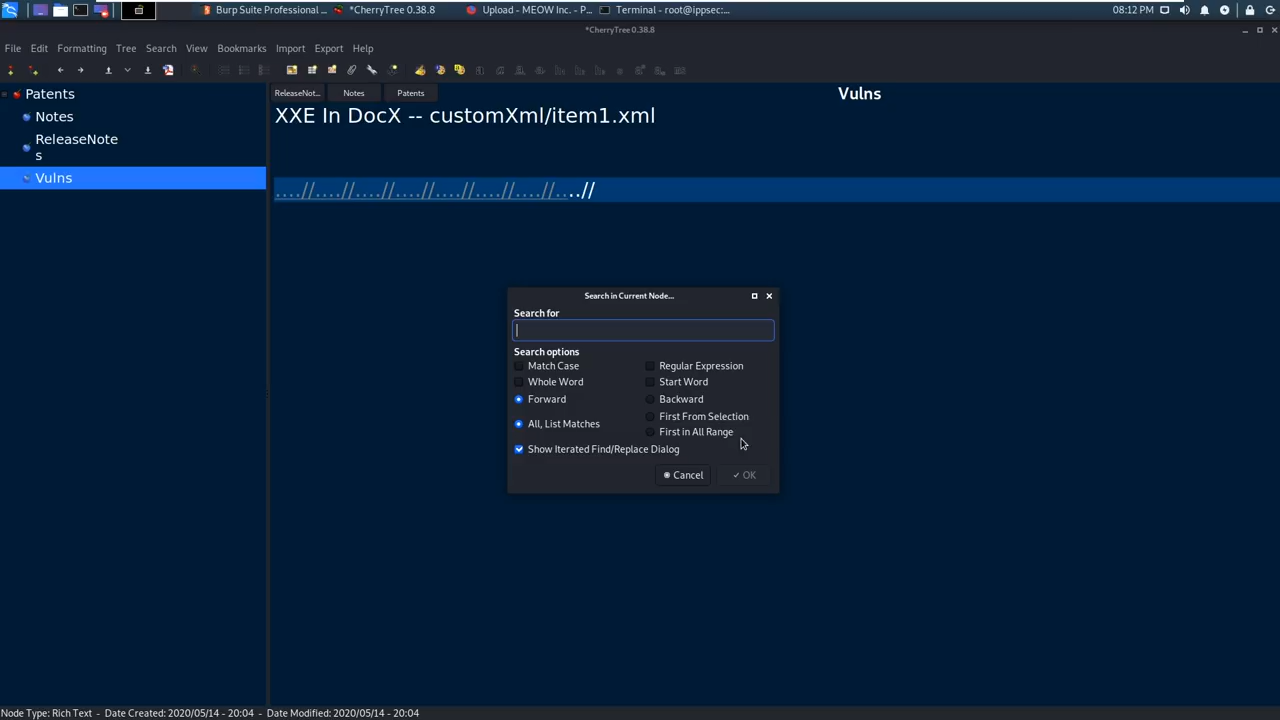 Burp Suite Professional ...
*CherryTree 0.38.8
Upload - MEOW Inc. - P...
Terminal - root@ippsec:...
08:12 PM
*CherryTree 0.38.8
File Edit Formatting Tree Search View Bookmarks Import Export Help
Patents
Notes
ReleaseNote
s
Vulns
ReleaseNot... Notes Patents
Vulns
XXE In DocX -- customXml/item1.xml
....//....//....//....//....//....//....//....//
Search in Current Node...
Search for
Search options
Match Case Regular Expression
Whole Word Start Word
Forward Backward
First From Selection
All, List Matches
First in All Range
Show Iterated Find/Replace Dialog
Cancel OK
Node Type: Rich Text - Date Created: 2020/05/14 - 20:04 - Date Modified: 2020/05/14 - 20:04